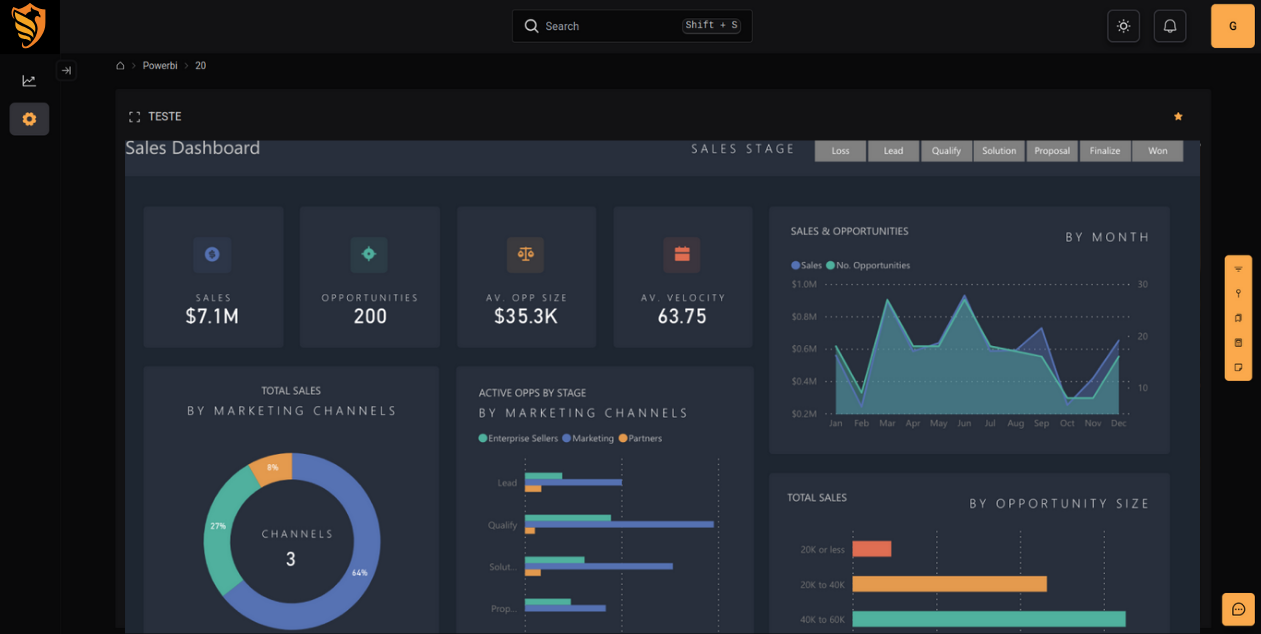 Search
Shift + S
G
Powerbi
20
TESTE
Sales Dashboard
SALES STAGE
Loss
Lead
Qualify
Solution
Proposal
Finalize
Won
SALES
$7.1M
OPPORTUNITIES
200
AV. OPP SIZE
$35.3K
AV. VELOCITY
63.75
SALES & OPPORTUNITIES
BY MONTH
Sales
No. Opportunities
$1.0M
$0.8M
$0.6M
$0.4M
$0.2M
30
20
10
Jan Feb Mar Apr May Jun Jul Aug Sep Oct Nov Dec
TOTAL SALES
BY MARKETING CHANNELS
8%
27%
64%
CHANNELS
3
ACTIVE OPPS BY STAGE
BY MARKETING CHANNELS
Enterprise Sellers
Marketing
Partners
Lead
Qualify
Solut...
Prop...
TOTAL SALES
BY OPPORTUNITY SIZE
20K or less
20K to 40K
40K to 60K